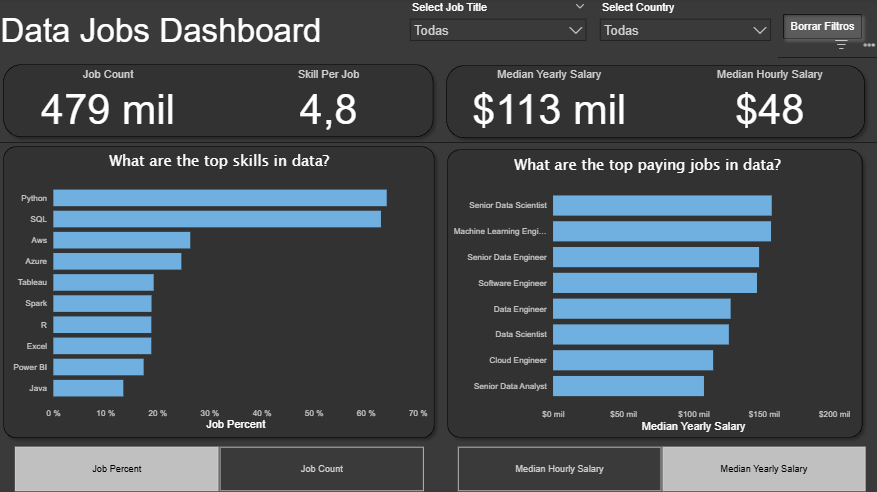 Data Jobs Dashboard
Select Job Title
Todas
Select Country
Todas
Borrar Filtros
Job Count
479 mil
Skill Per Job
4,8
Median Yearly Salary
$113 mil
Median Hourly Salary
$48
What are the top skills in data?
Python
SQL
Aws
Azure
Tableau
Spark
R
Excel
Power BI
Java
0 % 10 % 20 % 30 % 40 % 50 % 60 % 70 %
Job Percent
What are the top paying jobs in data?
Senior Data Scientist
Machine Learning Engi...
Senior Data Engineer
Software Engineer
Data Engineer
Data Scientist
Cloud Engineer
Senior Data Analyst
$0 mil $50 mil $100 mil $150 mil $200 mil
Median Yearly Salary
Job Percent
Job Count
Median Hourly Salary
Median Yearly Salary